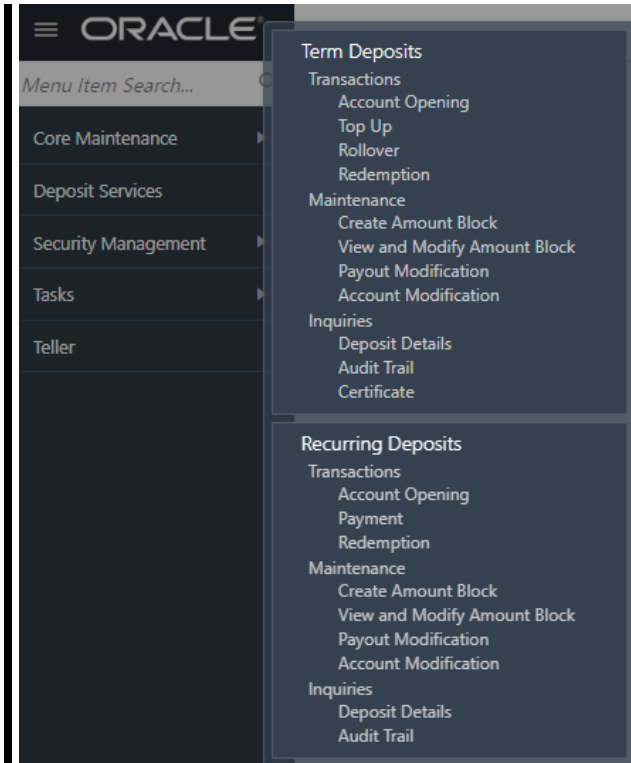 ORACLE
Menu Item Search...
Core Maintenance
Deposit Services
Security Management
Tasks
Teller
Term Deposits
Transactions
Account Opening
Top Up
Rollover
Redemption
Maintenance
Create Amount Block
View and Modify Amount Block
Payout Modification
Account Modification
Inquiries
Deposit Details
Audit Trail
Certificate
Recurring Deposits
Transactions
Account Opening
Payment
Redemption
Maintenance
Create Amount Block
View and Modify Amount Block
Payout Modification
Account Modification
Inquiries
Deposit Details
Audit Trail